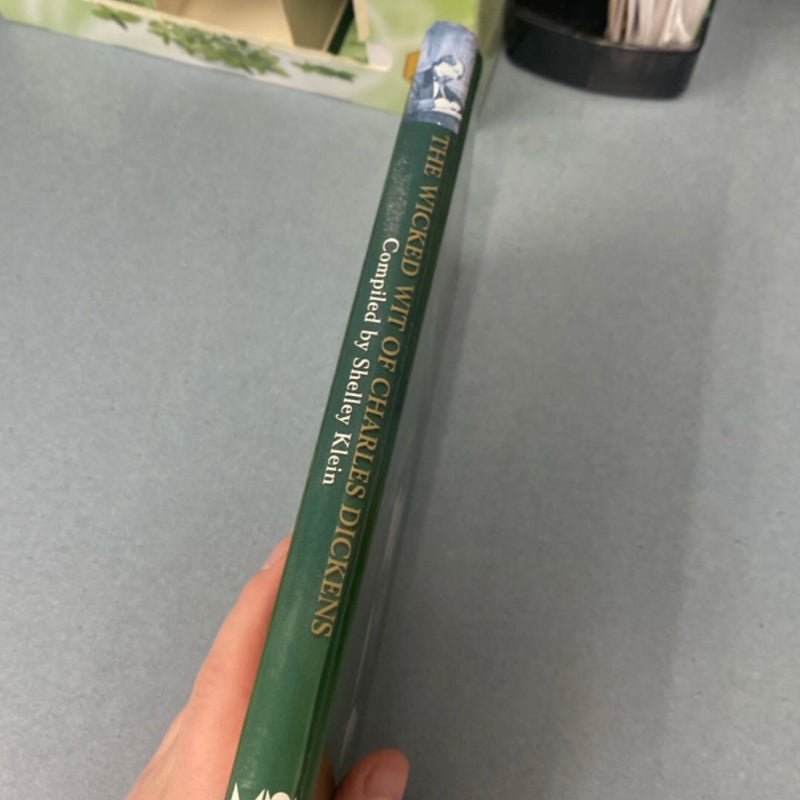 THE WICKED WIT OF CHARLES DICKENS
Compiled by Shelley Klein